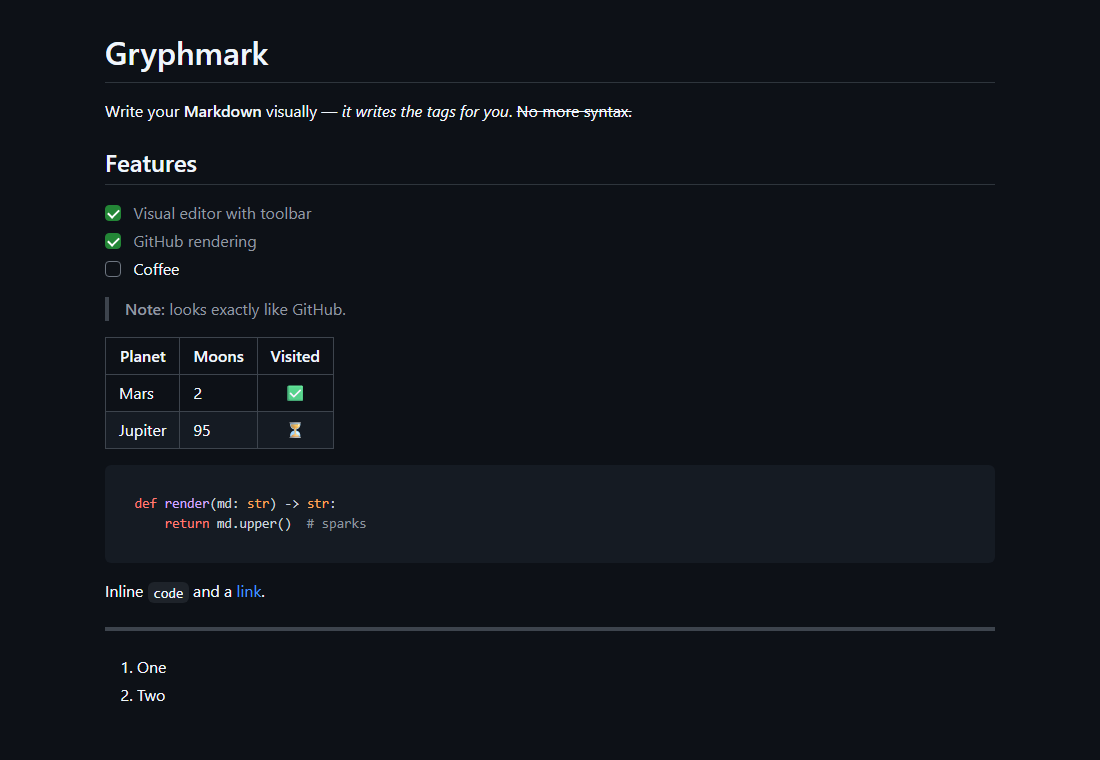 Gryphmark
Write your Markdown visually — it writes the tags for you. No more syntax.
Features
✅ Visual editor with toolbar
✅ GitHub rendering
☐ Coffee
Note: looks exactly like GitHub.
Planet Moons Visited
Mars 2 ✅
Jupiter 95 ⏳
def render(md: str) -> str:
    return md.upper()  # sparks
Inline code and a link.
1. One
2. Two